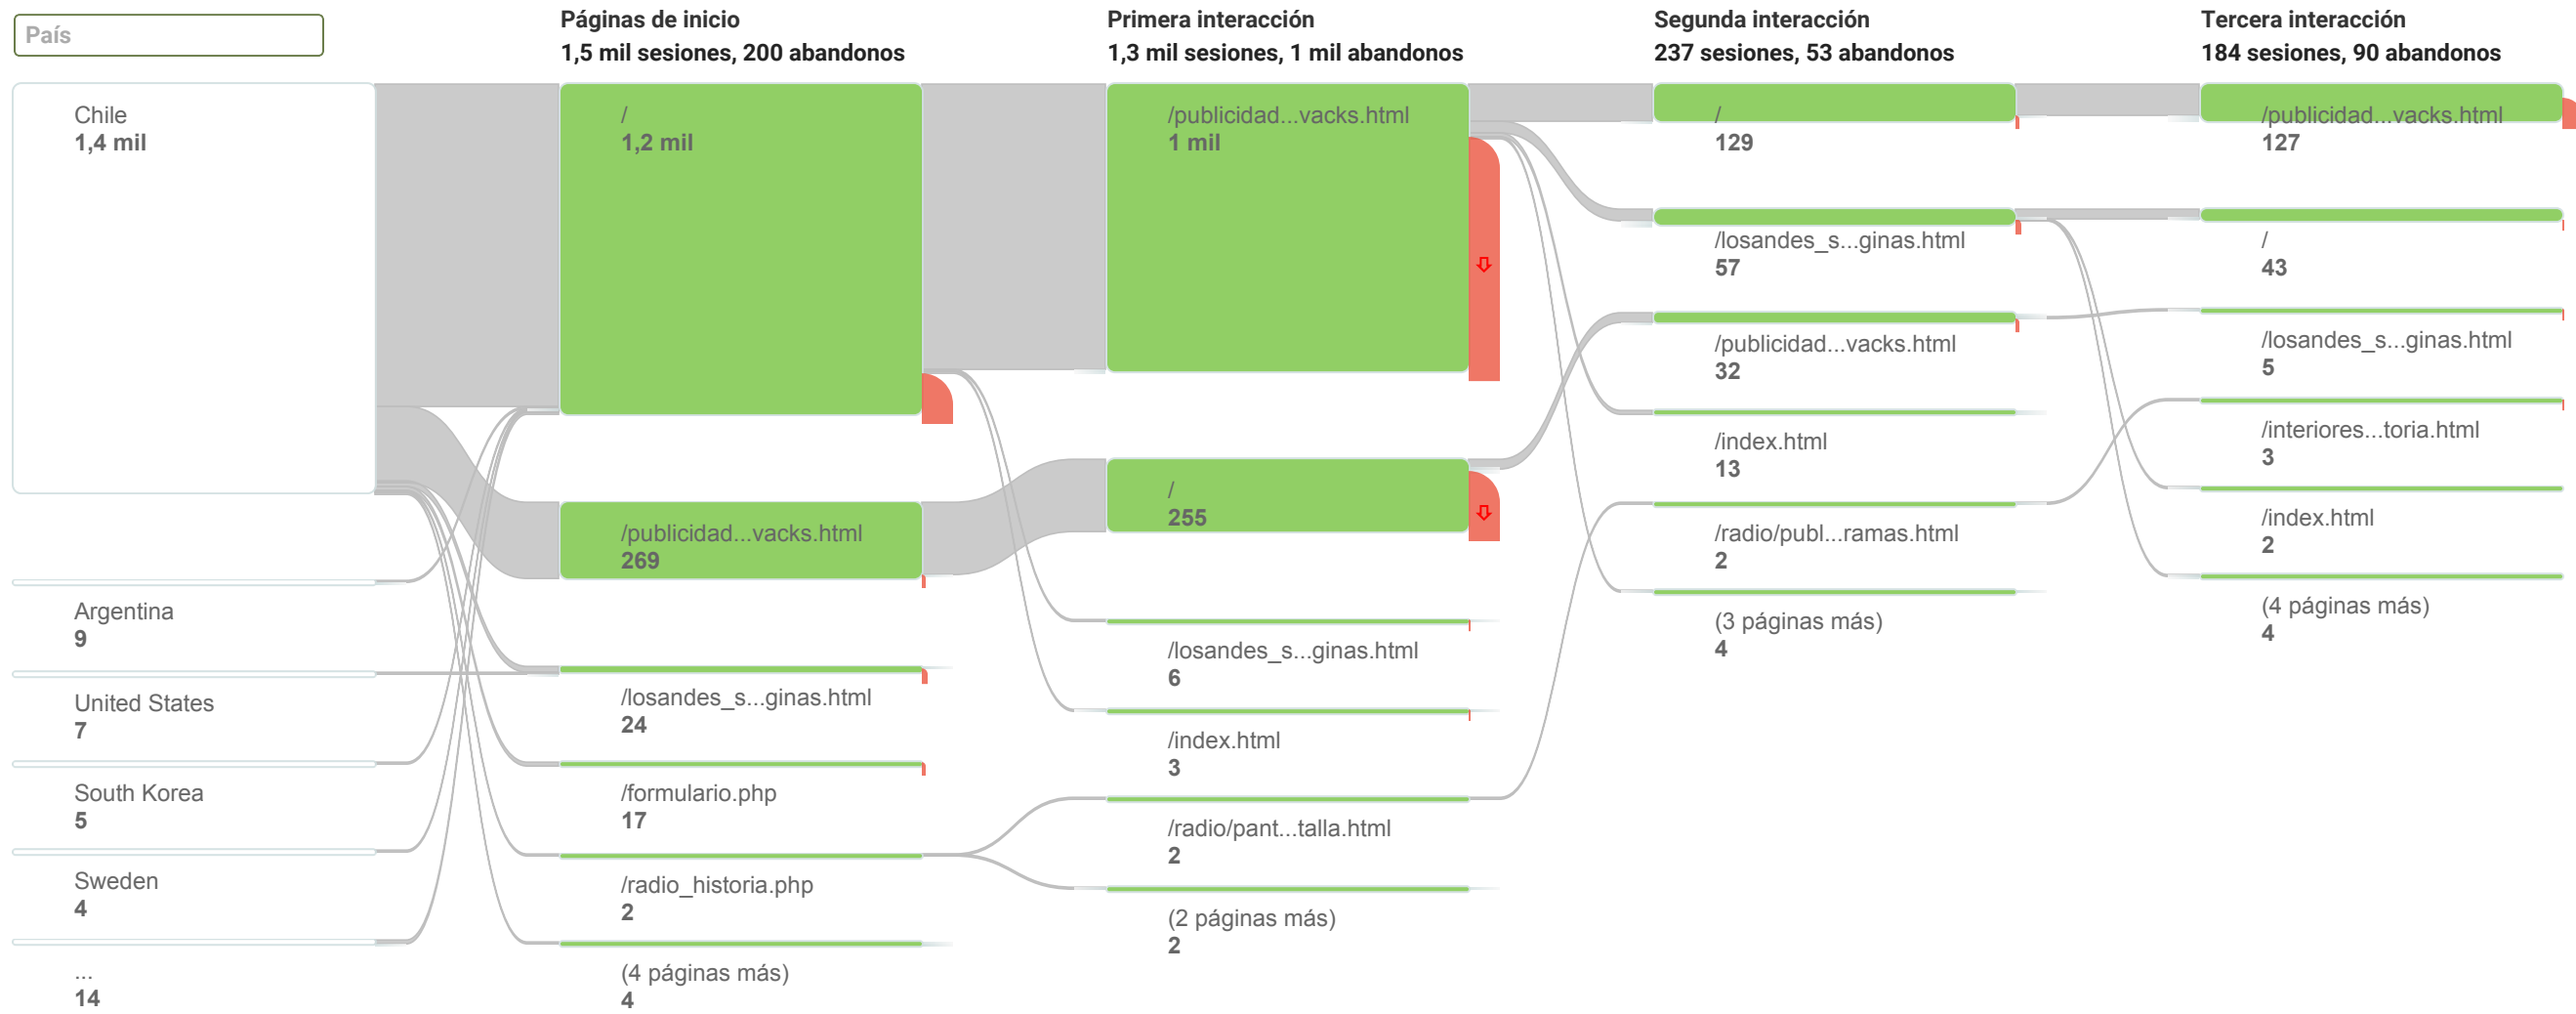 País
Chile
1,4 mil
Argentina
9
United States
7
South Korea
5
Sweden
4
...
14
Páginas de inicio
1,5 mil sesiones, 200 abandonos
/
1,2 mil
/publicidad...vacks.html
269
/losandes_s...ginas.html
24
/formulario.php
17
/radio_historia.php
2
(4 páginas más)
4
Primera interacción
1,3 mil sesiones, 1 mil abandonos
/publicidad...vacks.html
1 mil
/
255
/losandes_s...ginas.html
6
/index.html
3
/radio/pant...talla.html
2
(2 páginas más)
2
Segunda interacción
237 sesiones, 53 abandonos
/
129
/losandes_s...ginas.html
57
/publicidad...vacks.html
32
/index.html
13
/radio/publ...ramas.html
2
(3 páginas más)
4
Tercera interacción
184 sesiones, 90 abandonos
/publicidad...vacks.html
127
/
43
/losandes_s...ginas.html
5
/interiores...toria.html
3
/index.html
2
(4 páginas más)
4